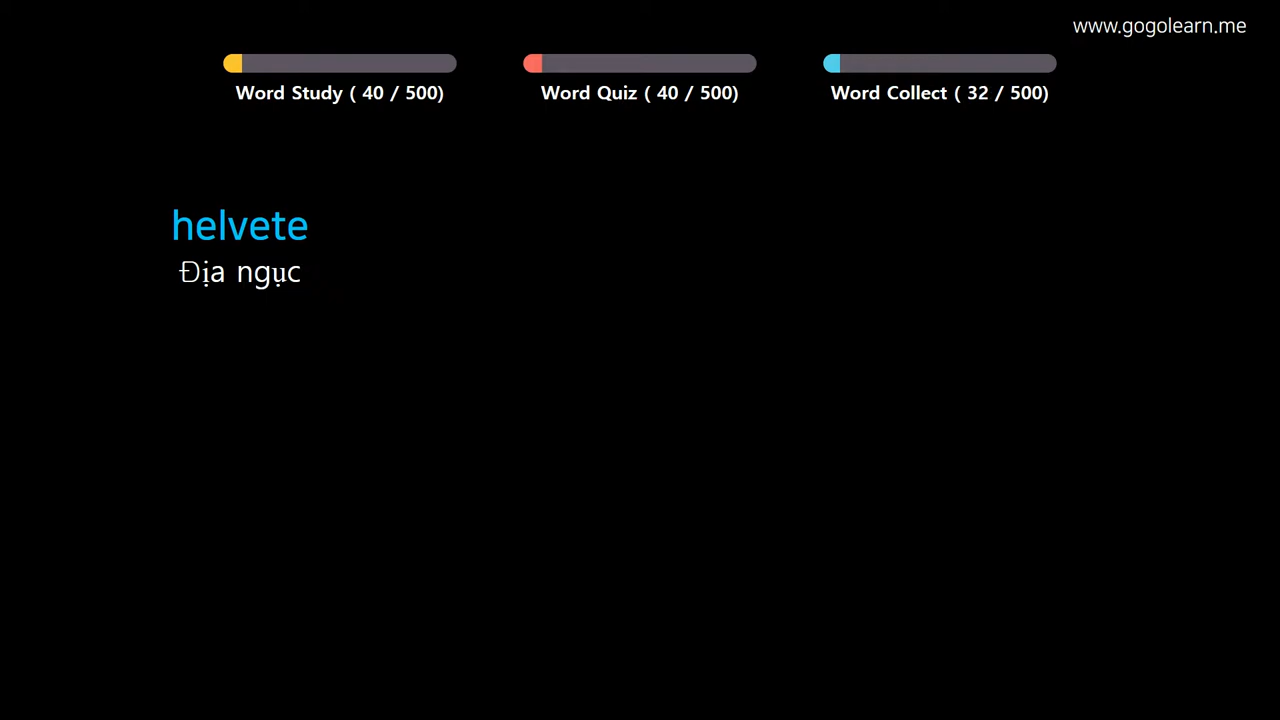 www.gogolearn.me
Word Study ( 40 / 500)
Word Quiz ( 40 / 500)
Word Collect ( 32 / 500)
helvete
Địa ngục